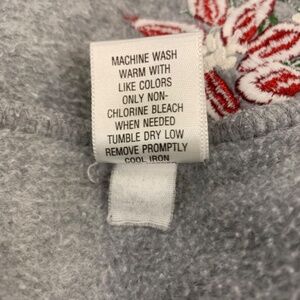 MACHINE WASH
WARM WITH
LIKE COLORS
ONLY NON-
CHLORINE BLEACH
WHEN NEEDED
TUMBLE DRY LOW
REMOVE PROMPTLY
COOL IRON